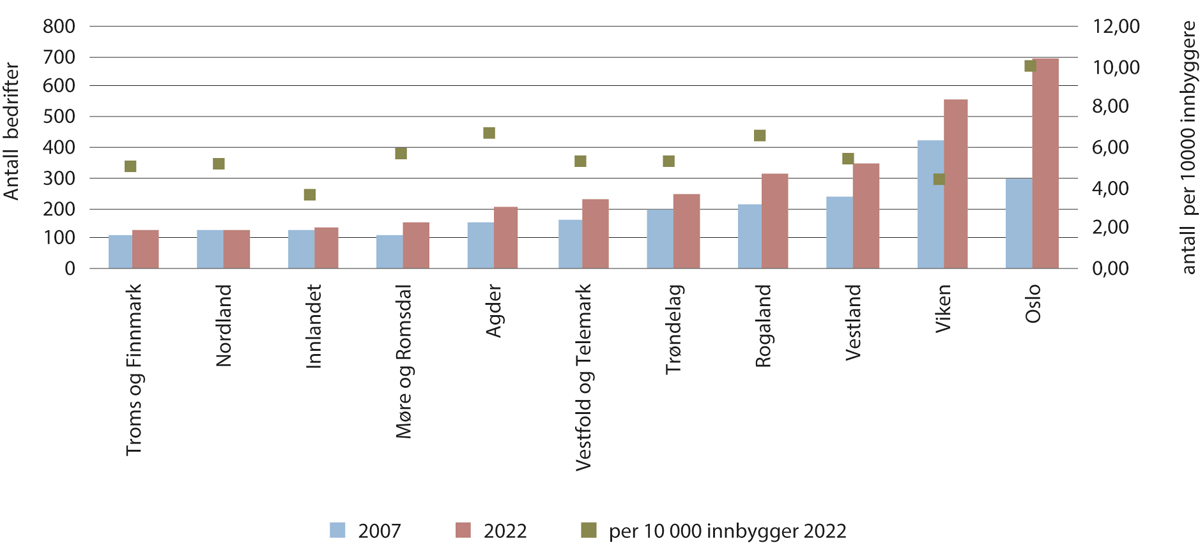 Antall bedrifter
800
700
600
500
400
300
200
100
0
12,00
10,00
8,00
6,00
4,00
2,00
0,00
antall per 10000 innbyggere
Troms og Finnmark
Nordland
Innlandet
Møre og Romsdal
Agder
Vestfold og Telemark
Trøndelag
Rogaland
Vestland
Viken
Oslo
2007
2022
per 10 000 innbygger 2022